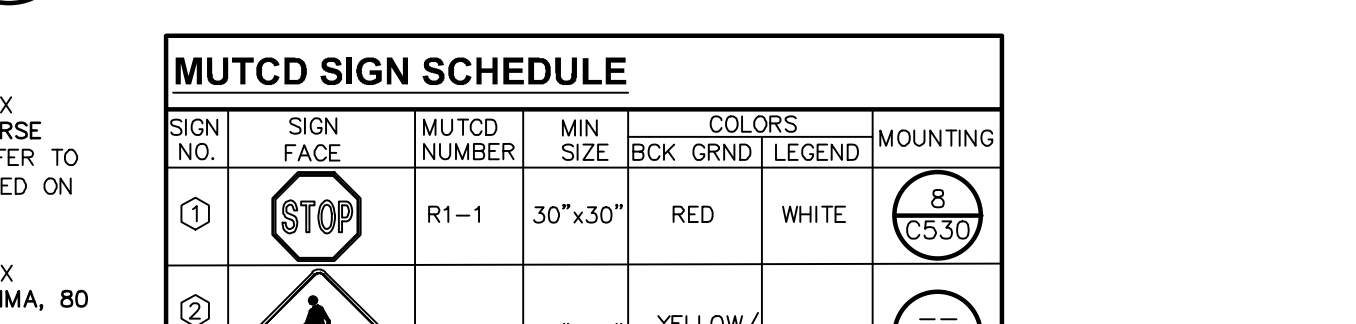 MUTCD SIGN SCHEDULE
X
RSE
FER TO
ED ON
X
IMA, 80
SIGN NO. SIGN FACE MUTCD NUMBER MIN SIZE COLORS BCK GRND LEGEND MOUNTING
1 STOP R1-1 30"x30" RED WHITE 8 C530
2 YELLOW/ --